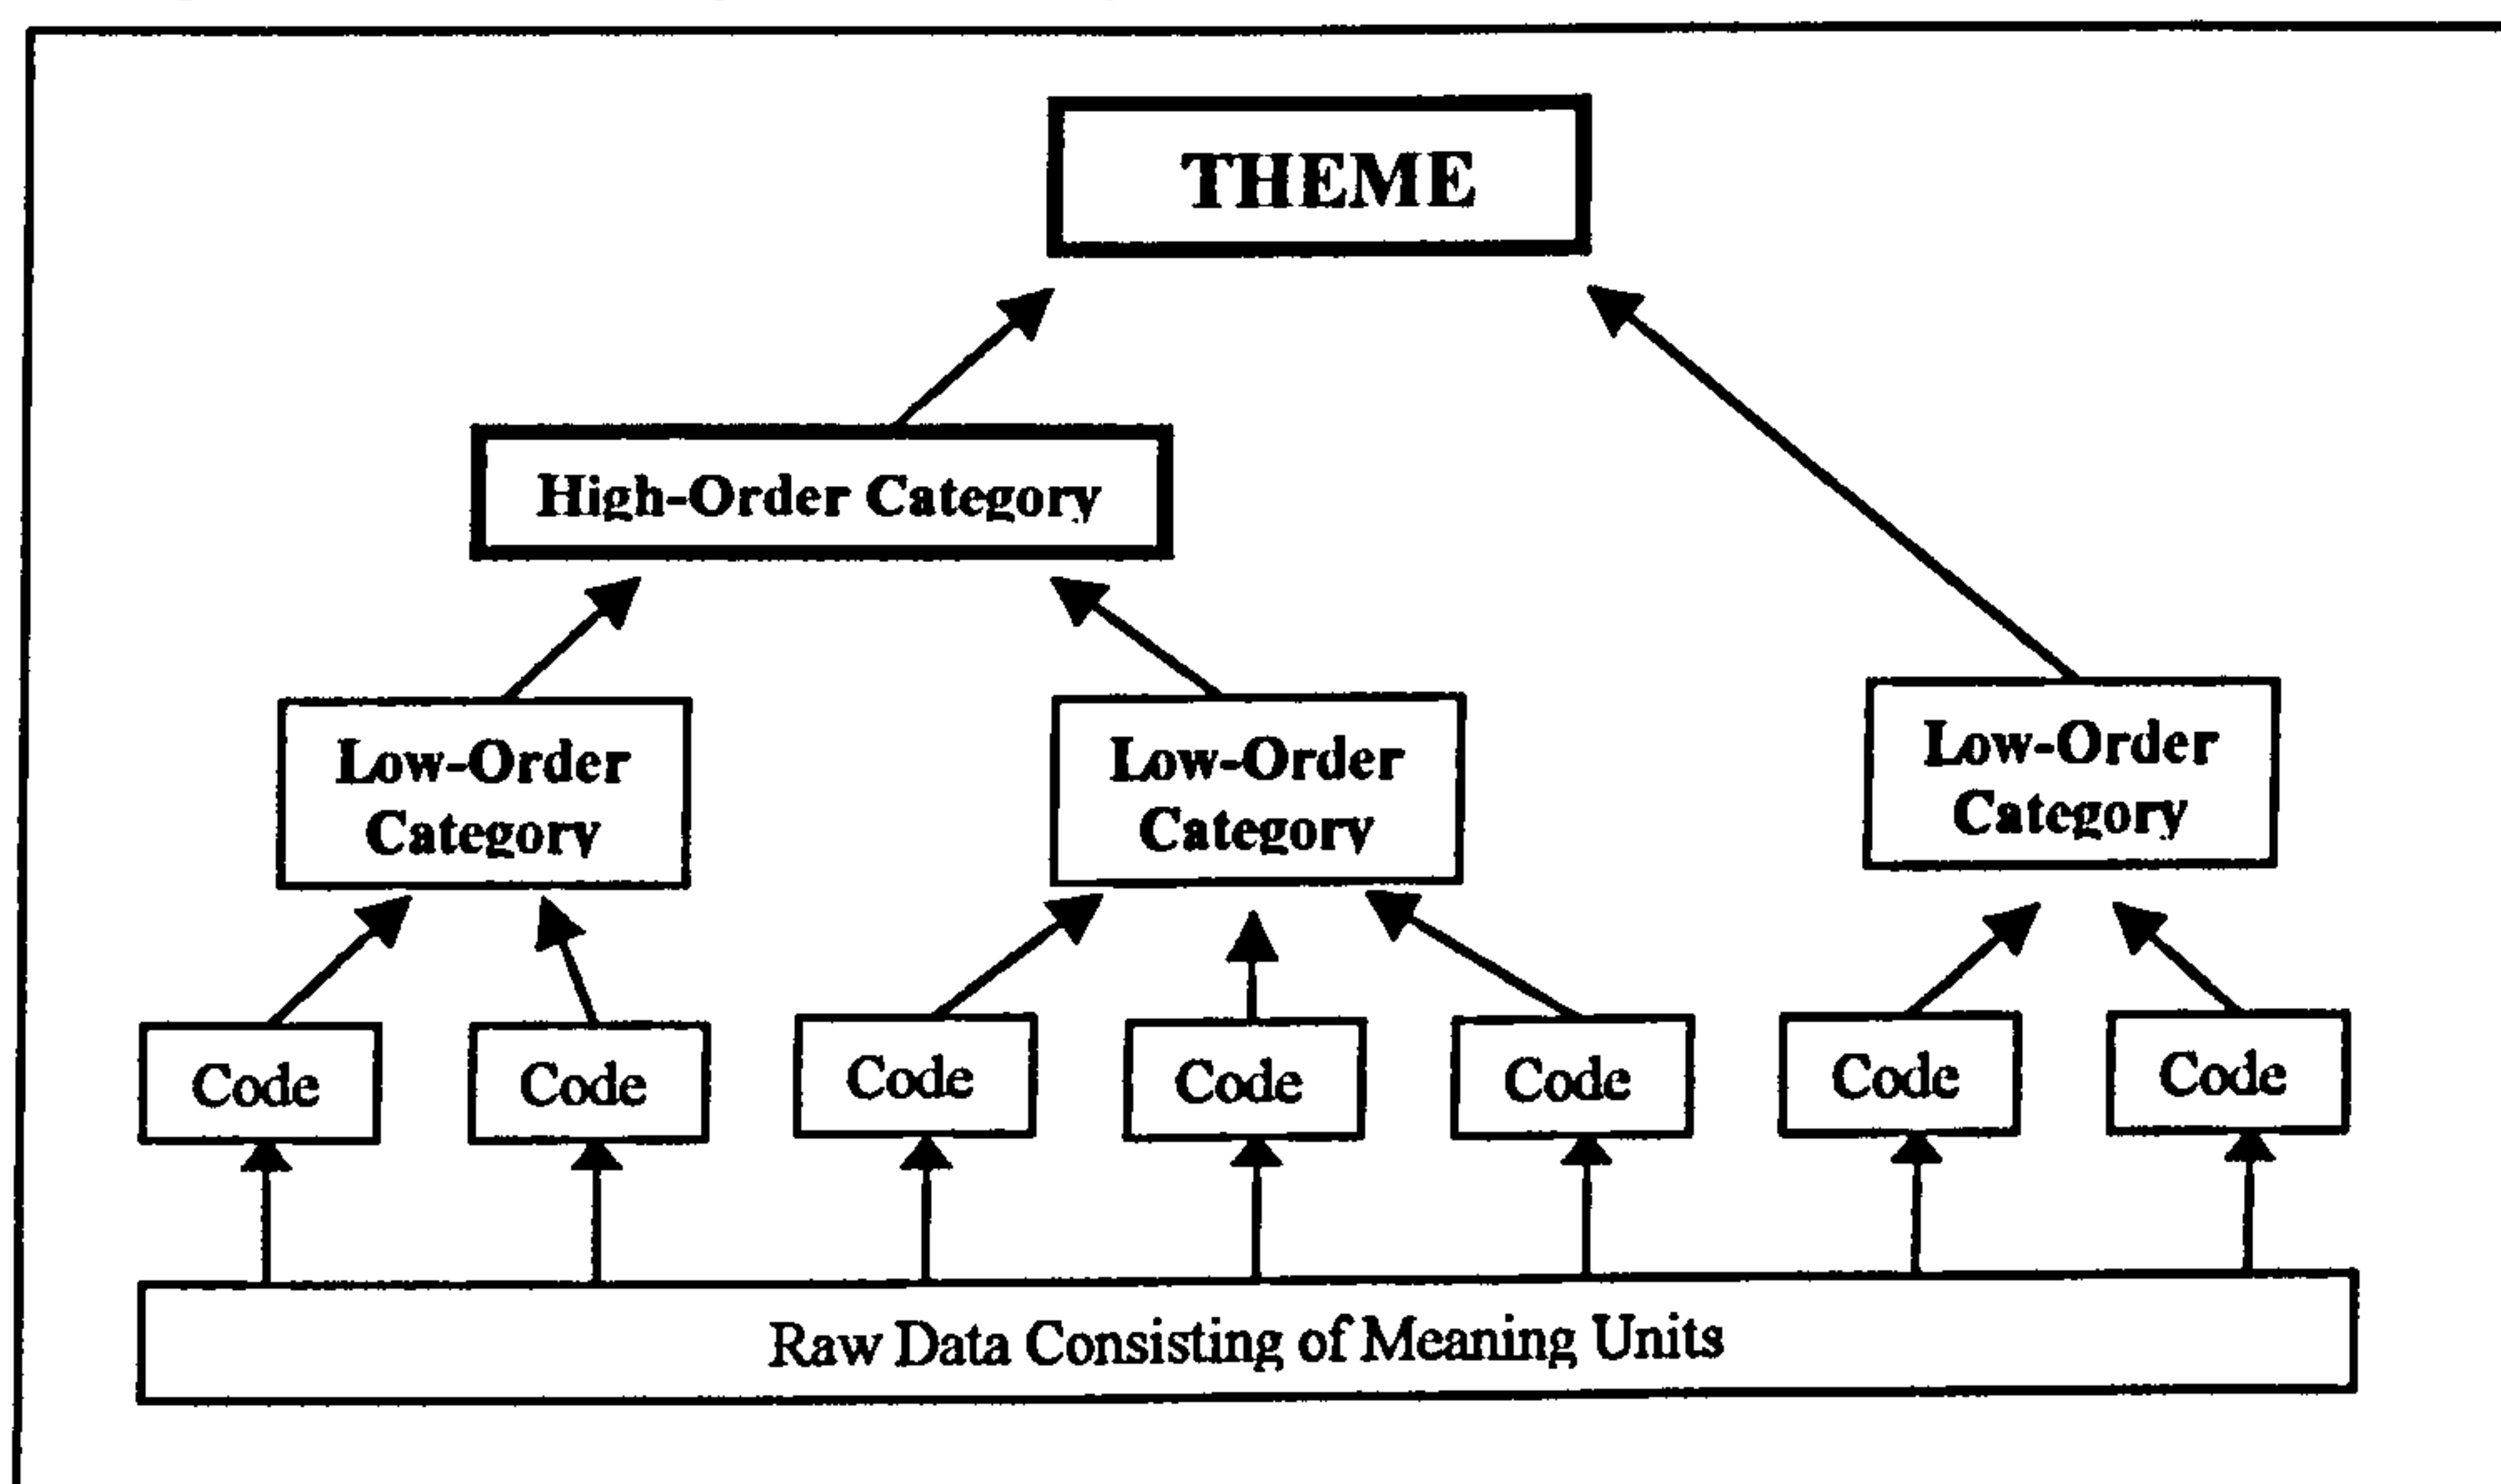 THEME
High-Order Category
Low-Order
Category
Low-Order
Category
Low-Order
Category
Code
Code
Code
Code
Code
Code
Code
Raw Data Consisting of Meaning Units